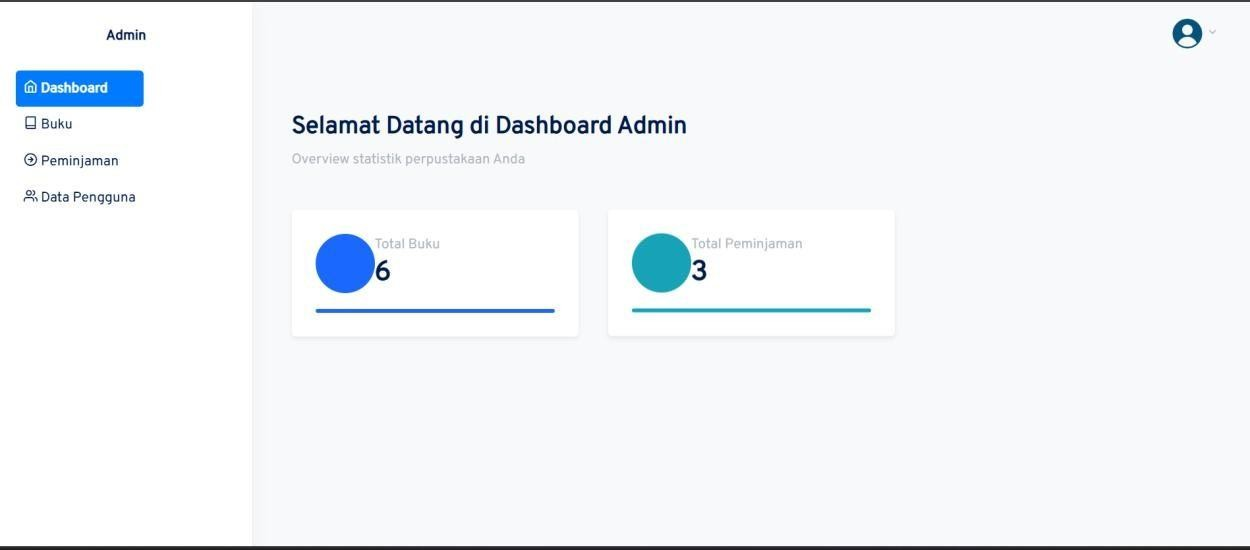 Admin
Dashboard
Buku
Peminjaman
Data Pengguna
Selamat Datang di Dashboard Admin
Overview statistik perpustakaan Anda
Total Buku
6
Total Peminjaman
3